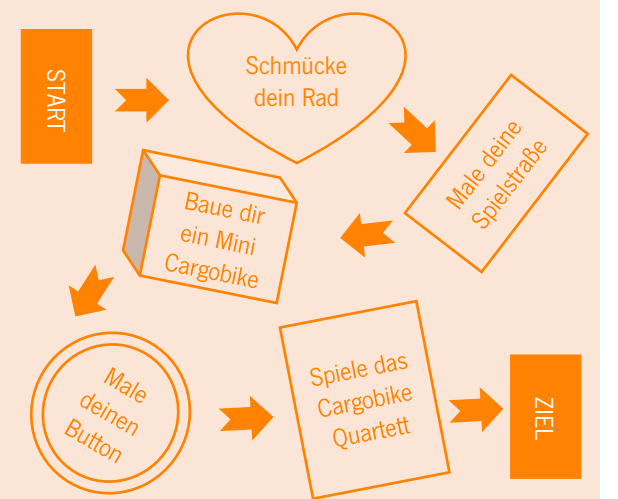 START
Schmücke
dein Rad
Male deine
Spielstraße
Baue dir
ein Mini
Cargobike
Male
deinen
Button
Spiele das
Cargobike
Quartett
ZIEL